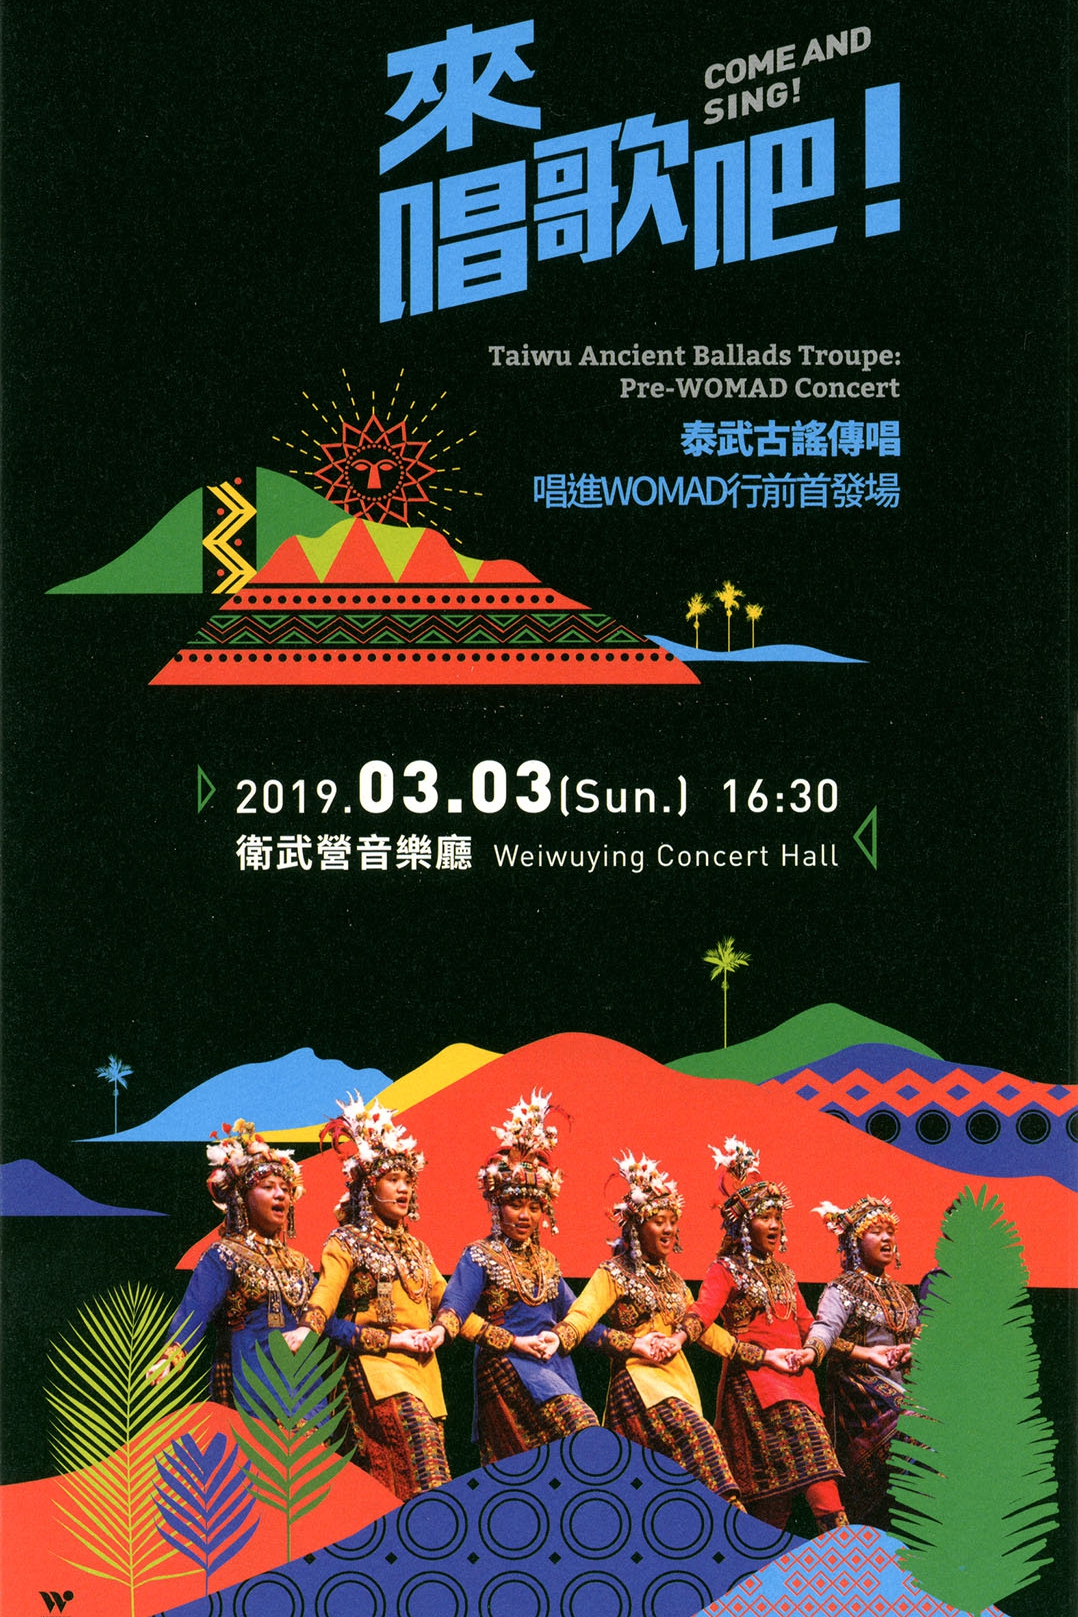 來
COME AND
SING!
唱歌吧!
Taiwu Ancient Ballads Troupe:
Pre-WOMAD Concert
泰武古謠傳唱
唱進WOMAD行前首發場
2019.03.03(Sun.) 16:30
衛武營音樂廳 Weiwuying Concert Hall
W